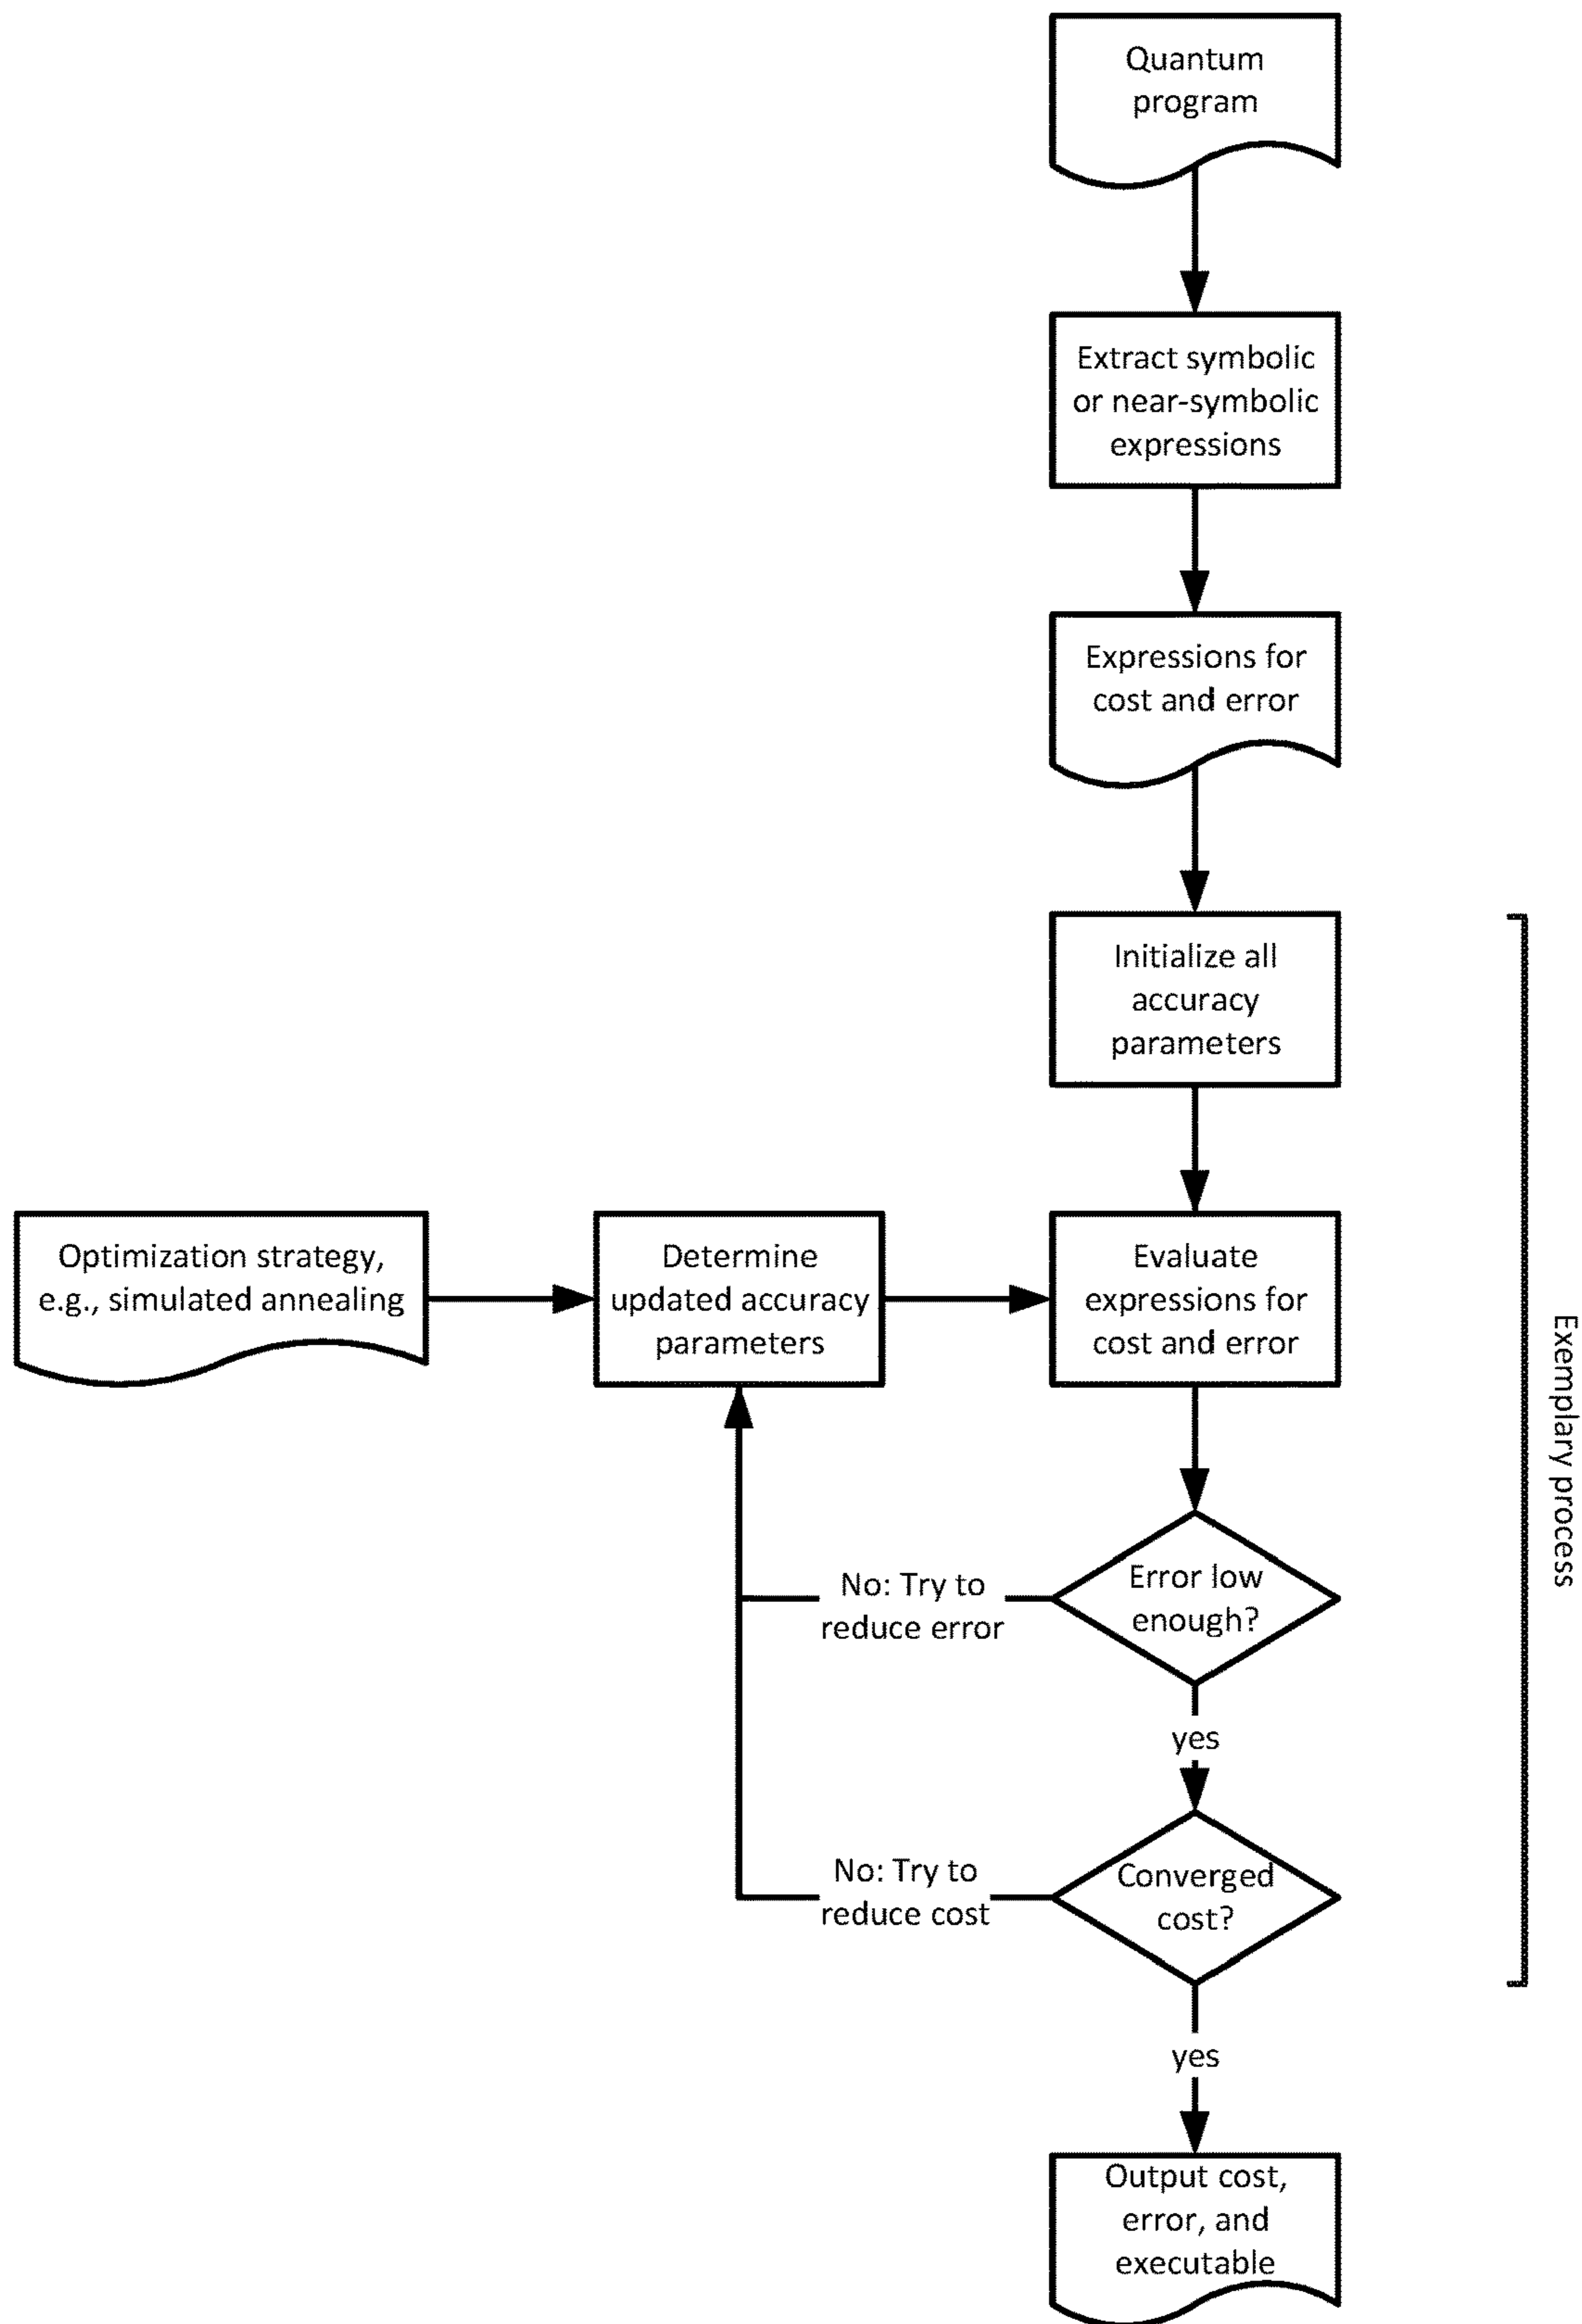 Quantum
program
Extract symbolic
or near-symbolic
expressions
Expressions for
cost and error
Initialize all
accuracy
parameters
Optimization strategy,
e.g., simulated annealing
Determine
updated accuracy
parameters
Evaluate
expressions for
cost and error
Exemplary process
Error low
enough?
No: Try to
reduce error
yes
Converged
cost?
No: Try to
reduce cost
yes
Output cost,
error, and
executable